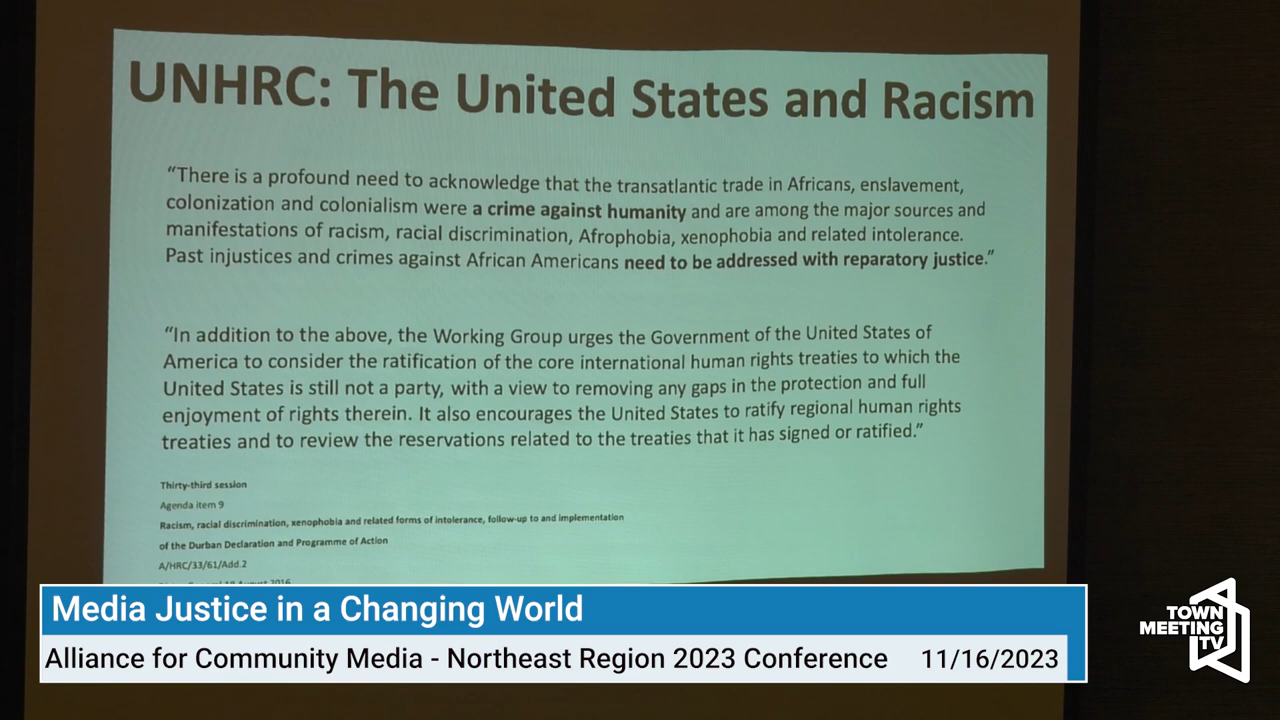 UNHRC: The United States and Racism
“There is a profound need to acknowledge that the transatlantic trade in Africans, enslavement,
colonization and colonialism were a crime against humanity and are among the major sources and
manifestations of racism, racial discrimination, Afrophobia, xenophobia and related intolerance.
Past injustices and crimes against African Americans need to be addressed with reparatory justice.”
“In addition to the above, the Working Group urges the Government of the United States of
America to consider the ratification of the core international human rights treaties to which the
United States is still not a party, with a view to removing any gaps in the protection and full
enjoyment of rights therein. It also encourages the United States to ratify regional human rights
treaties and to review the reservations related to the treaties that it has signed or ratified.”
Thirty-third session
Agenda item 9
Racism, racial discrimination, xenophobia and related forms of intolerance, follow-up to and implementation
of the Durban Declaration and Programme of Action
A/HRC/33/61/Add.2
August 2016
Media Justice in a Changing World
Alliance for Community Media - Northeast Region 2023 Conference 11/16/2023
TOWN
MEETING
TV